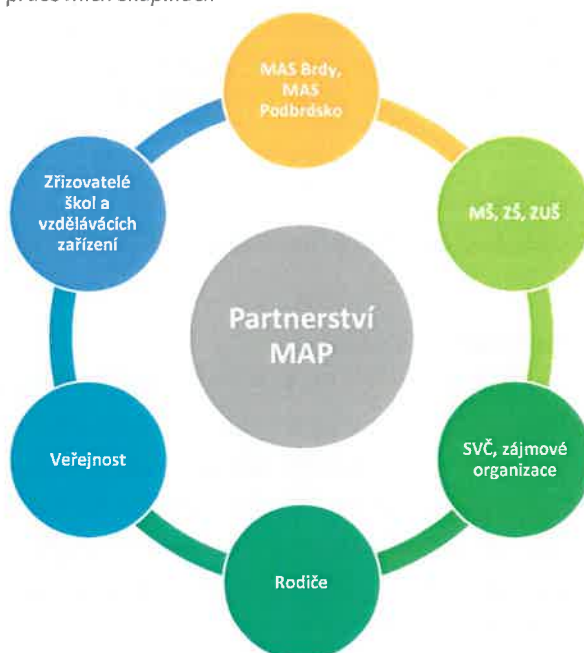 MAS Brdy,
MAS
Podbrdsko
MŠ, ZŠ, ZUŠ
SVČ, zájmové
organizace
Rodiče
Veřejnost
Zřizovatelé
škol a
vzdělávacích
zařízení
Partnerství
MAP